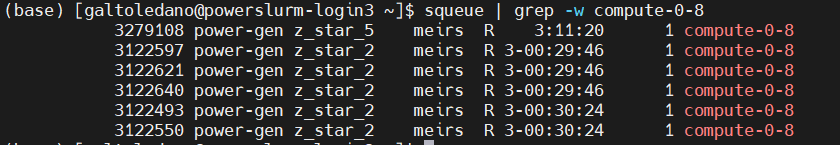 (base) [galtoledano@powerslurm-login3 ~]$ squeue | grep -w compute-0-8
3279108 power-gen z_star_5 meirs R 3:11:20 1 compute-0-8
3122597 power-gen z_star_2 meirs R 3-00:29:46 1 compute-0-8
3122621 power-gen z_star_2 meirs R 3-00:29:46 1 compute-0-8
3122640 power-gen z_star_2 meirs R 3-00:29:46 1 compute-0-8
3122493 power-gen z_star_2 meirs R 3-00:30:24 1 compute-0-8
3122550 power-gen z_star_2 meirs R 3-00:30:24 1 compute-0-8
(base) [galtoledano@powerslurm-login3 ~]$